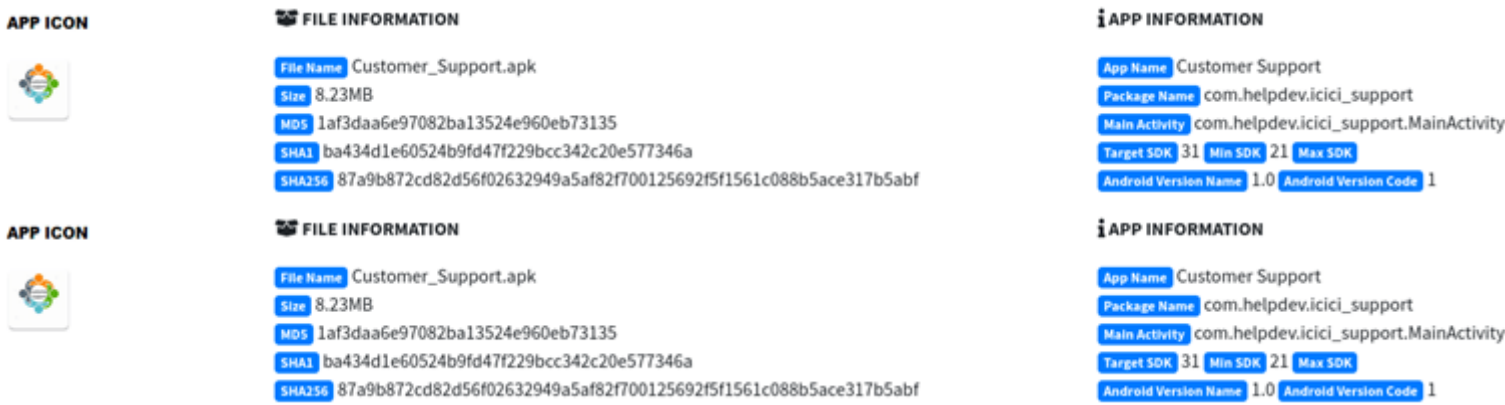 APP ICON
FILE INFORMATION
APP INFORMATION
File Name Customer_Support.apk
App Name Customer Support
Size 8.23MB
Package Name com.helpdev.icici_support
MD5 1af3daa6e97082ba13524e960eb73135
Main Activity com.helpdev.icici_support.MainActivity
SHA1 ba434d1e60524b9fd47f229bcc342c20e577346a
Target SDK 31 Min SDK 21 Max SDK
SHA256 87a9b872cd82d56f02632949a5af82f700125692f5f1561c088b5ace317b5abf
Android Version Name 1.0 Android Version Code 1
APP ICON
FILE INFORMATION
APP INFORMATION
File Name Customer_Support.apk
App Name Customer Support
Size 8.23MB
Package Name com.helpdev.icici_support
MD5 1af3daa6e97082ba13524e960eb73135
Main Activity com.helpdev.icici_support.MainActivity
SHA1 ba434d1e60524b9fd47f229bcc342c20e577346a
Target SDK 31 Min SDK 21 Max SDK
SHA256 87a9b872cd82d56f02632949a5af82f700125692f5f1561c088b5ace317b5abf
Android Version Name 1.0 Android Version Code 1